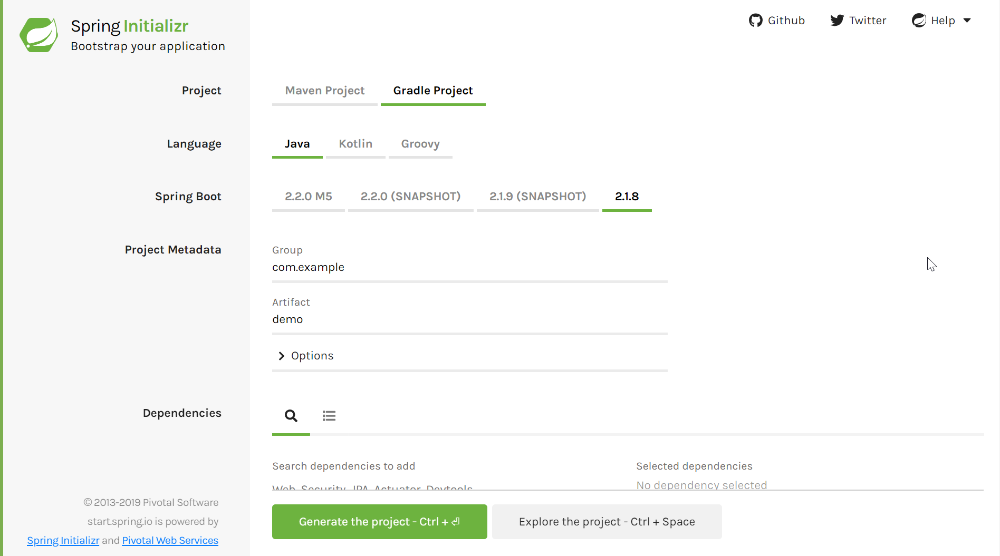 Spring Initializr
Bootstrap your application
Github Twitter Help
Project
Maven Project Gradle Project
Language
Java Kotlin Groovy
Spring Boot
2.2.0 M5 2.2.0 (SNAPSHOT) 2.1.9 (SNAPSHOT) 2.1.8
Project Metadata
Group
com.example
Artifact
demo
Options
Dependencies
Search dependencies to add
Web, Security, JPA, Actuator, Devtools...
Selected dependencies
No dependency selected
© 2013-2019 Pivotal Software
start.spring.io is powered by
Spring Initializr and Pivotal Web Services
Generate the project - Ctrl + ⏎
Explore the project - Ctrl + Space